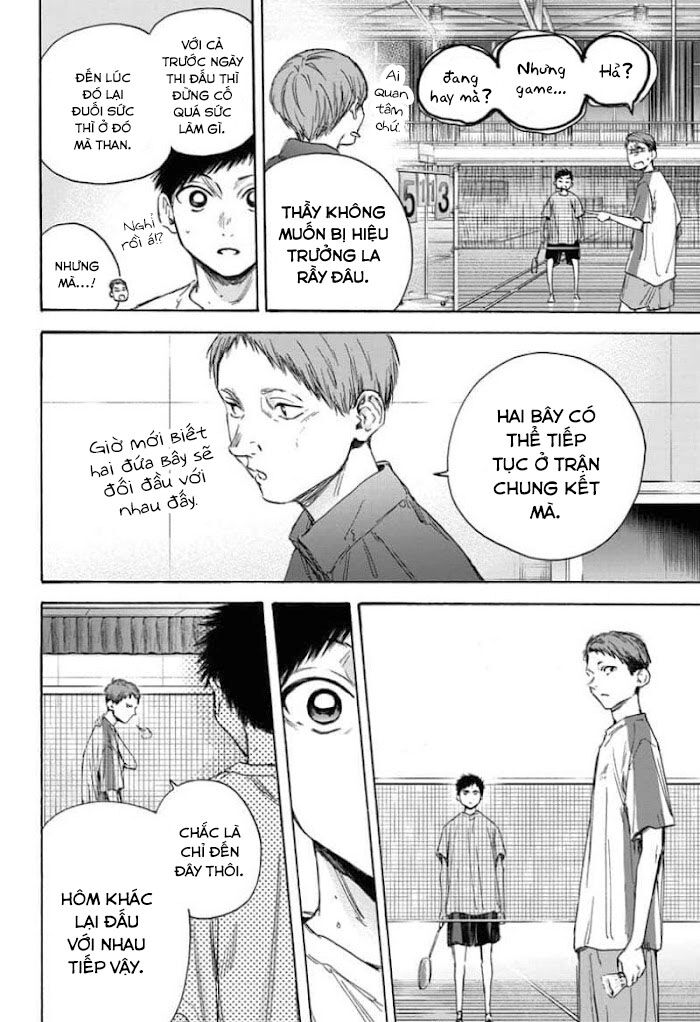 Hả?
Nhưng
game...
đang
hay mà?
Ai
quan
tâm
chứ.
5
11
3
THẦY KHÔNG
MUỐN BỊ HIỆU
TRƯỞNG LA
RẦY ĐÂU.
VỚI CẢ
TRƯỚC NGÀY
THI ĐẤU THÌ
ĐỪNG CỐ
QUÁ SỨC
LÀM GÌ.
ĐẾN LÚC
ĐÓ LẠI
ĐUỐI SỨC
THÌ Ở ĐÓ
MÀ THAN.
Nghỉ
rồi á!?
NHƯNG
MÀ...!
HAI BÂY CÓ
THỂ TIẾP
TỤC Ở TRẬN
CHUNG KẾT
MÀ.
Giờ mới biết
hai đứa bây sẽ
đối đầu với
nhau đấy.
CHẮC LÀ
CHỈ ĐẾN
ĐÂY THÔI.
HÔM KHÁC
LẠI ĐẤU
VỚI NHAU
TIẾP VẬY.